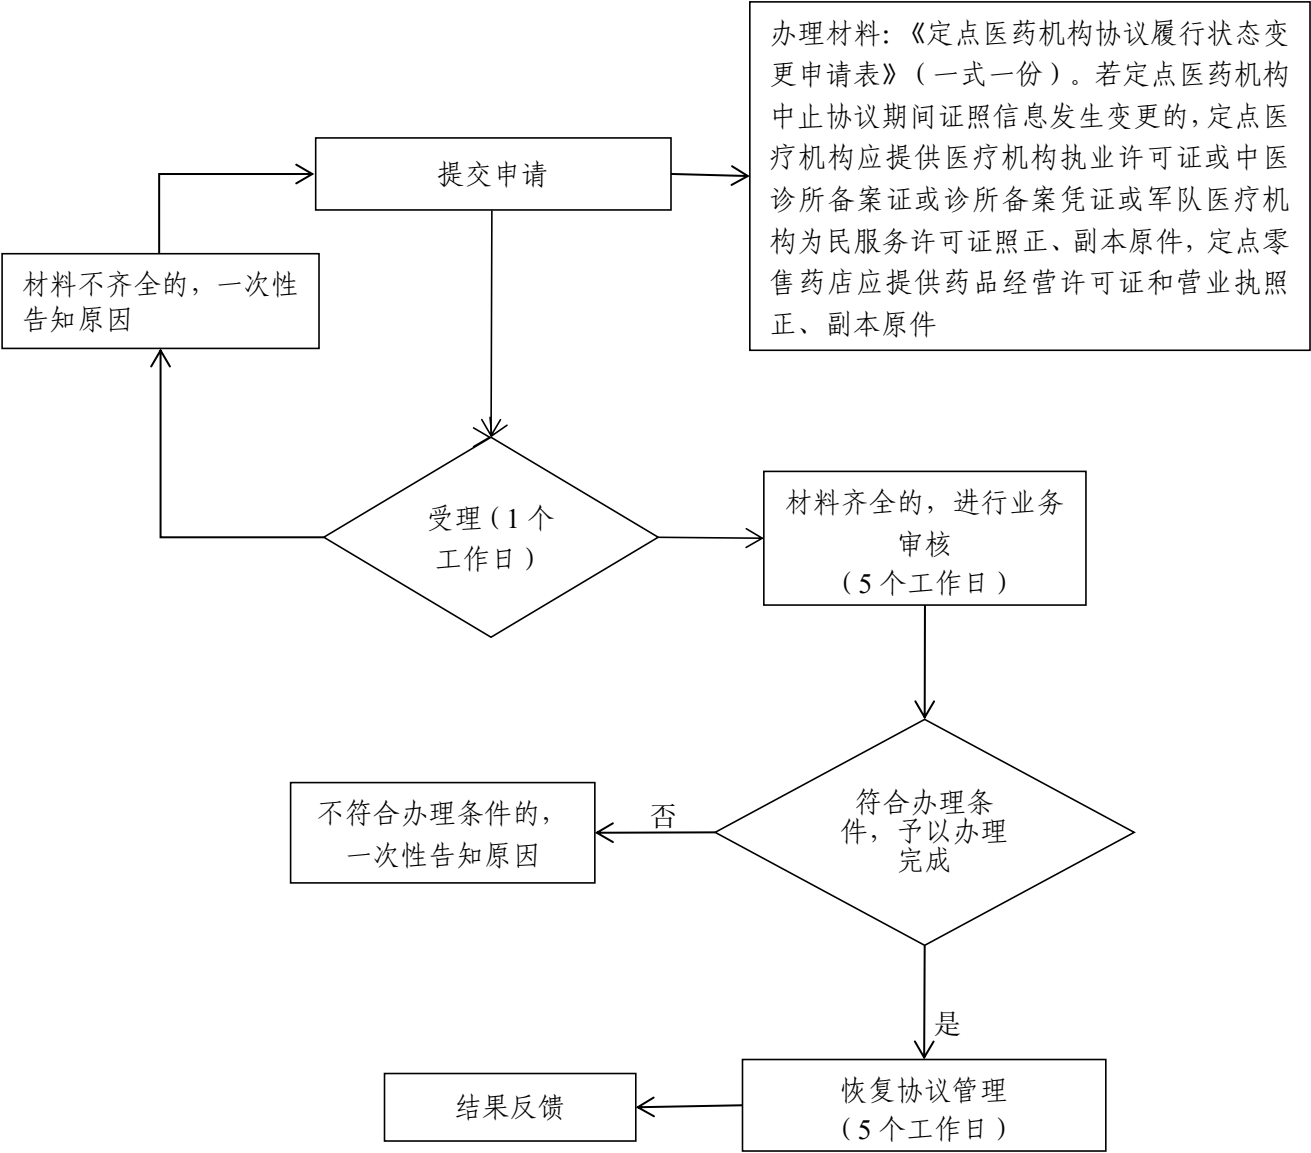 办理材料：《定点医药机构协议履行状态变
更申请表》（一式一份）。若定点医药机构
中止协议期间证照信息发生变更的，定点医
疗机构应提供医疗机构执业许可证或中医
诊所备案证或诊所备案凭证或军队医疗机
构为民服务许可证照正、副本原件，定点零
售药店应提供药品经营许可证和营业执照
正、副本原件
提交申请
材料不齐全的，一次性
告知原因
受理（1个
工作日）
材料齐全的，进行业务
审核
（5个工作日）
符合办理条
件，予以办理
完成
否
不符合办理条件的，
一次性告知原因
是
恢复协议管理
（5个工作日）
结果反馈